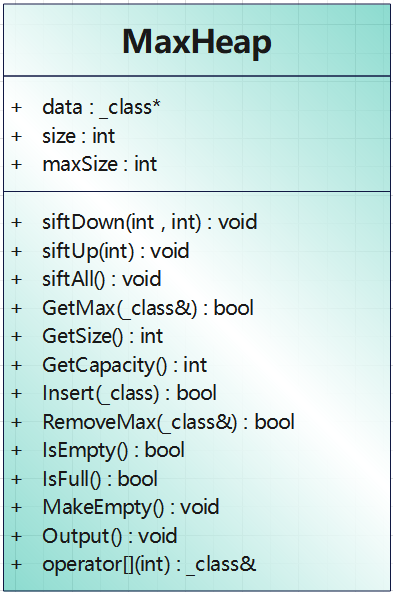 MaxHeap
+ data : _class*
+ size : int
+ maxSize : int
+ siftDown(int , int) : void
+ siftUp(int) : void
+ siftAll() : void
+ GetMax(_class&) : bool
+ GetSize() : int
+ GetCapacity() : int
+ Insert(_class) : bool
+ RemoveMax(_class&) : bool
+ IsEmpty() : bool
+ IsFull() : bool
+ MakeEmpty() : void
+ Output() : void
+ operator[](int) : _class&